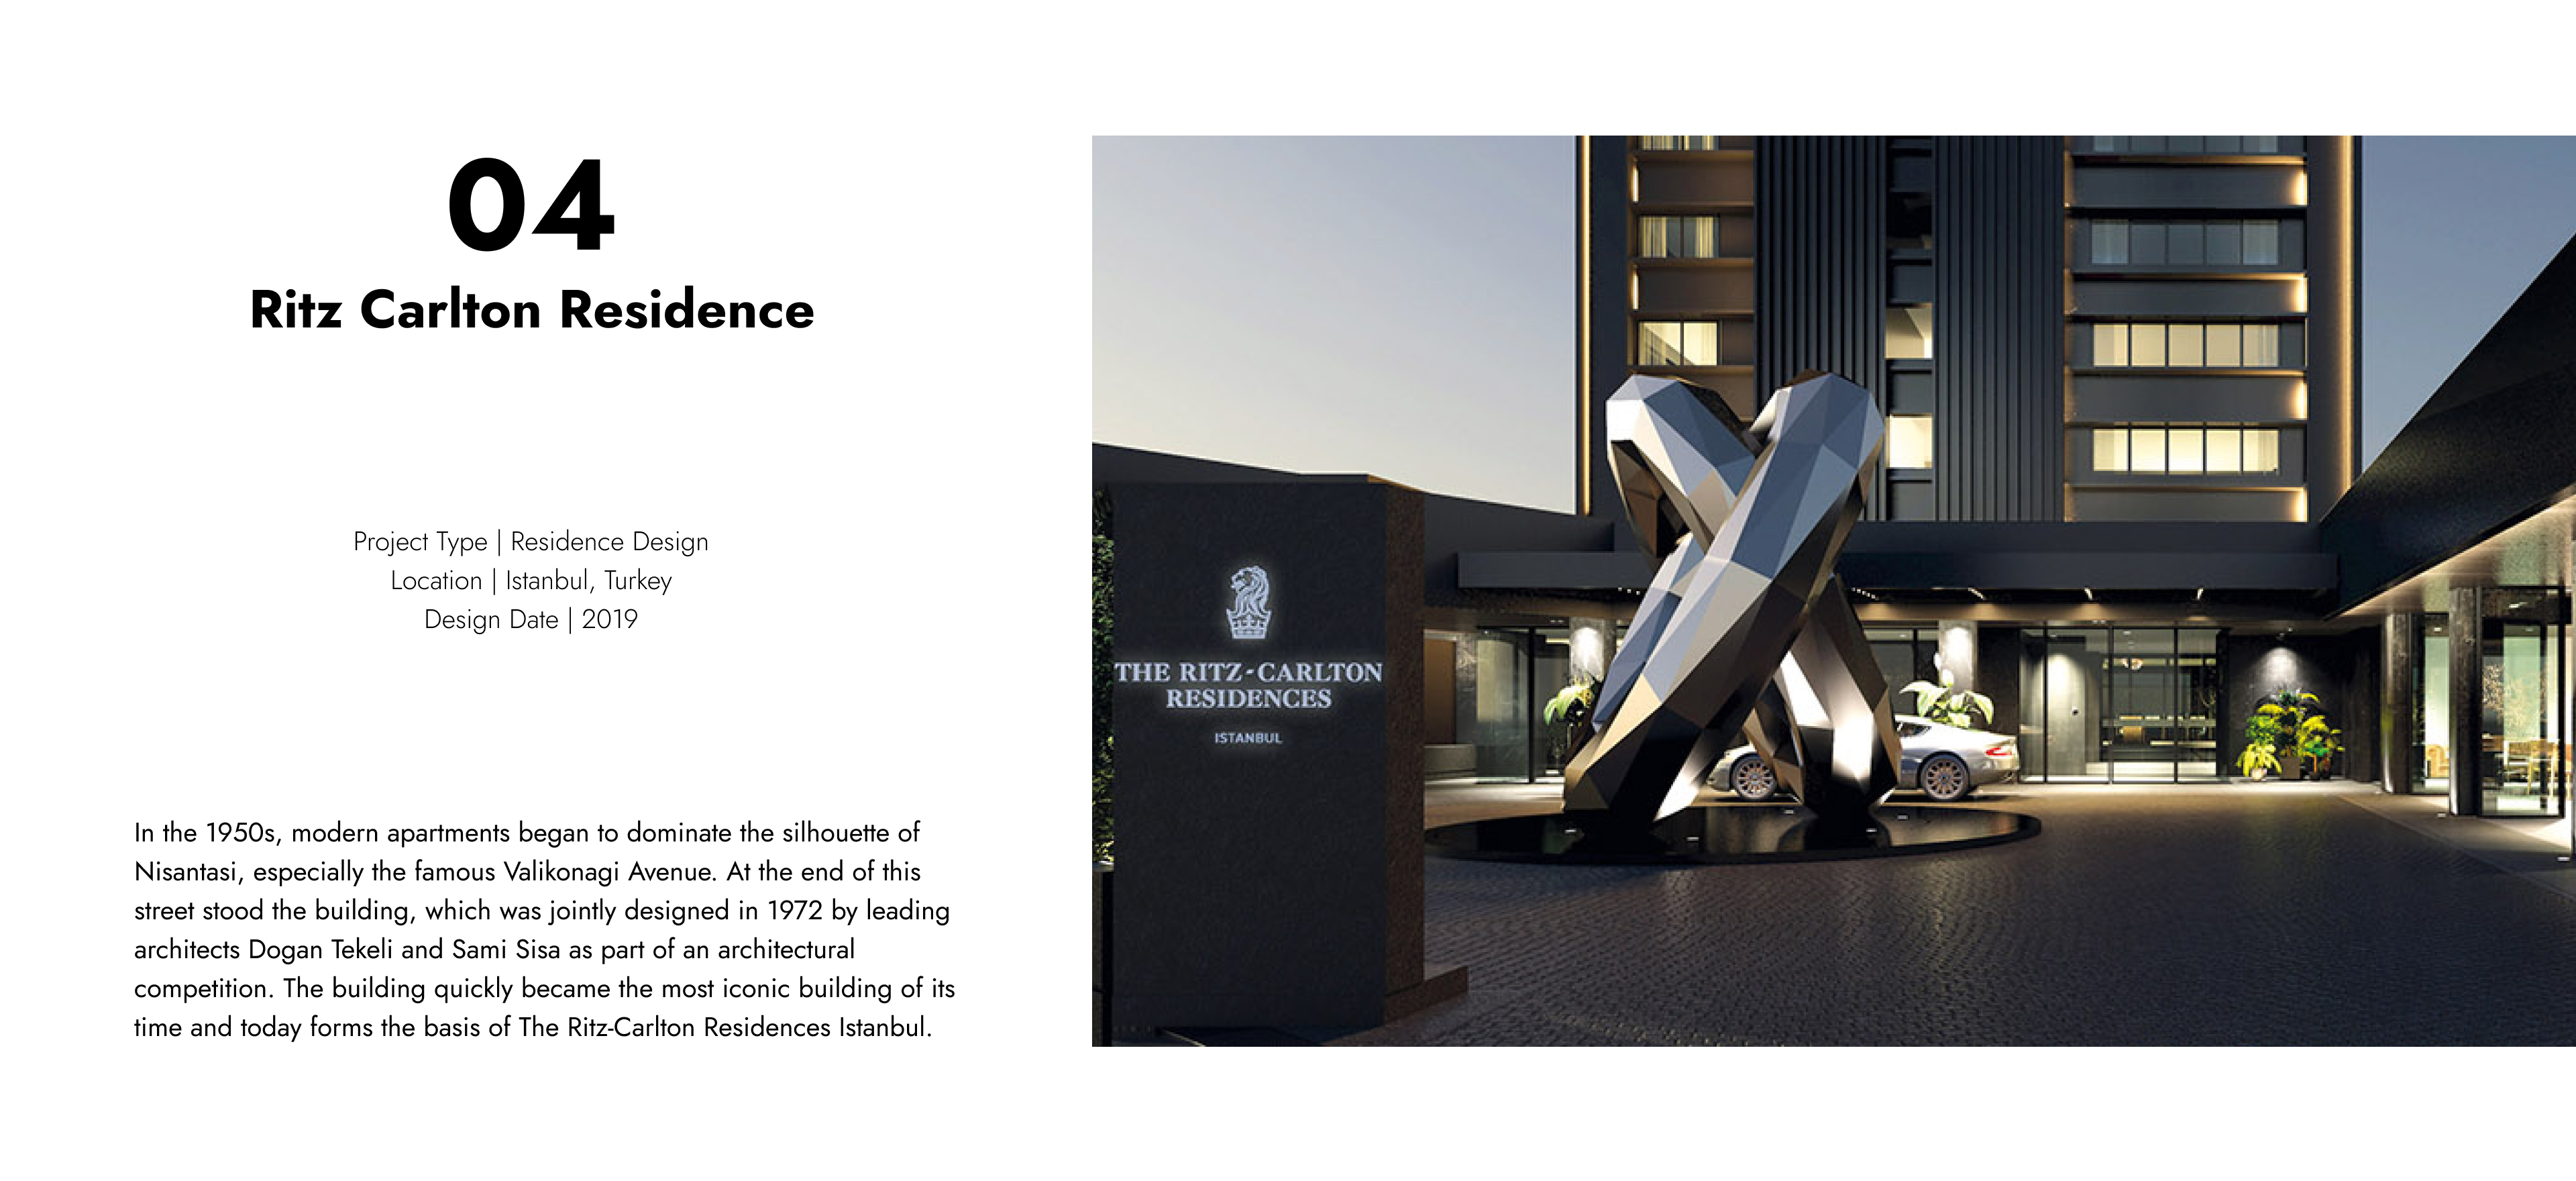 04
Ritz Carlton Residence
Project Type | Residence Design
Location | Istanbul, Turkey
Design Date | 2019
In the 1950s, modern apartments began to dominate the silhouette of
Nisantasi, especially the famous Valikonagi Avenue. At the end of this
street stood the building, which was jointly designed in 1972 by leading
architects Dogan Tekeli and Sami Sisa as part of an architectural
competition. The building quickly became the most iconic building of its
time and today forms the basis of The Ritz-Carlton Residences Istanbul.
THE RITZ-CARLTON
RESIDENCES
ISTANBUL